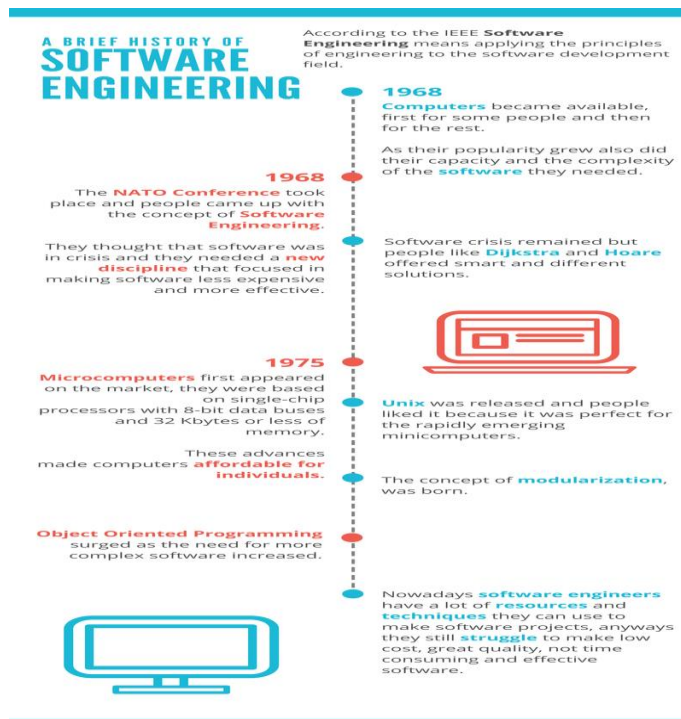 A BRIEF HISTORY OF
SOFTWARE
ENGINEERING
According to the IEEE Software
Engineering means applying the principles
of engineering to the software development
field.
1968
Computers became available,
first for some people and then
for the rest.
As their popularity grew also did
their capacity and the complexity
of the software they needed.
1968
The NATO Conference took
place and people came up with
the concept of Software
Engineering.
They thought that software was
in crisis and they needed a new
discipline that focused in
making software less expensive
and more effective.
Software crisis remained but
people like Dijkstra and Hoare
offered smart and different
solutions.
1975
Microcomputers first appeared
on the market, they were based
on single-chip
processors with 8-bit data buses
and 32 Kbytes or less of
memory.
These advances
made computers affordable for
individuals.
Unix was released and people
liked it because it was perfect for
the rapidly emerging
minicomputers.
The concept of modularization,
was born.
Object Oriented Programming
surged as the need for more
complex software increased.
Nowadays software engineers
have a lot of resources and
techniques they can use to
make software projects, anyways
they still struggle to make low
cost, great quality, not time
consuming and effective
software.